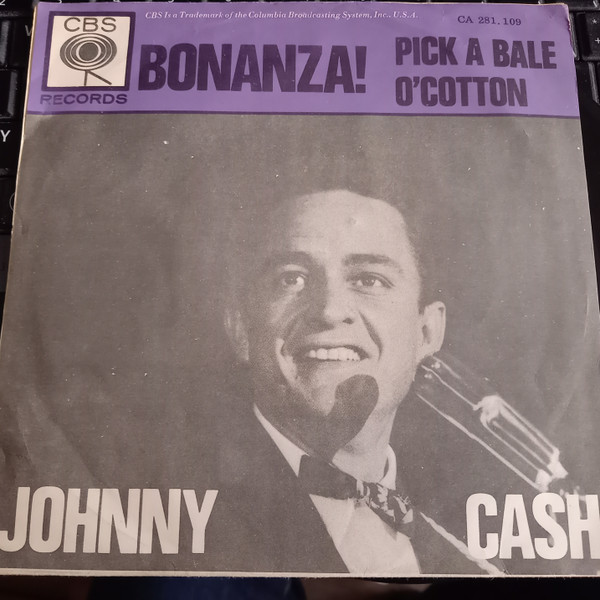 CBS Is a Trademark of the Columbia Broadcasting System, Inc., U.S.A.
CA 281.109
CBS
RECORDS
BONANZA!
PICK A BALE
O'COTTON
JOHNNY CASH
Y